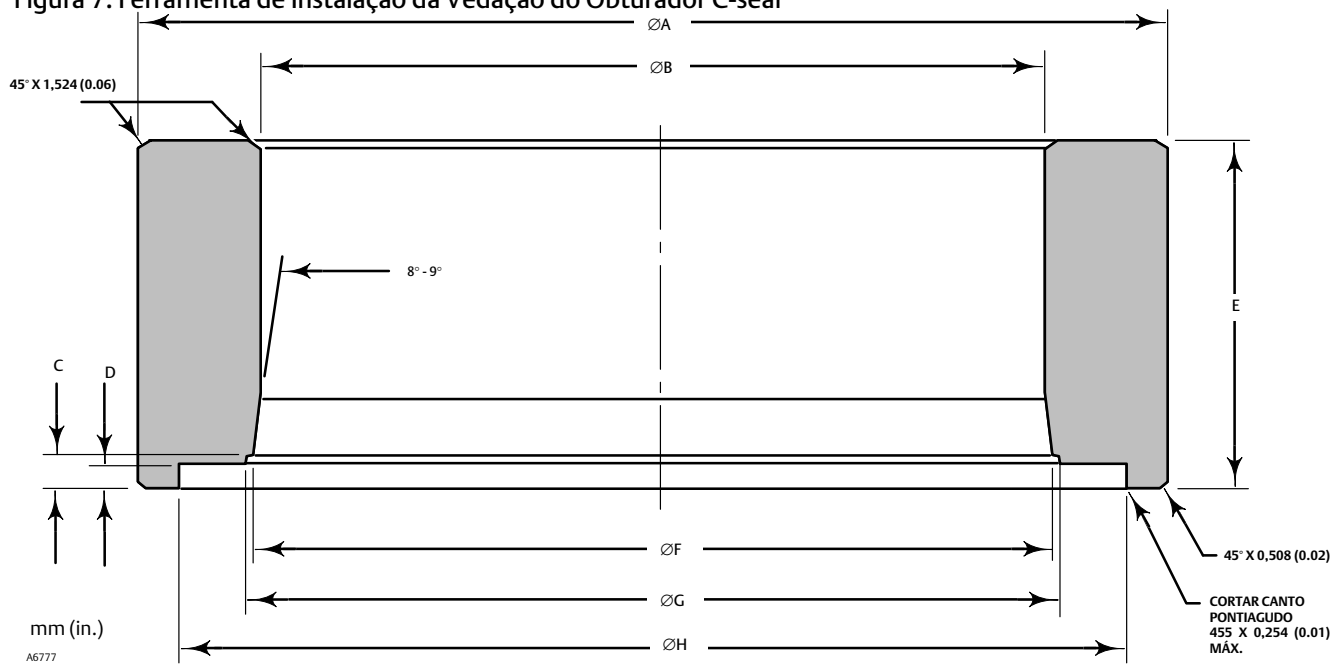 Figura 7. Ferramenta de Instalação da Vedação do Obturador C-seal
∅A
∅B
45° X 1,524 (0.06)
8° - 9°
E
C
D
∅F
45° X 0,508 (0.02)
∅G
CORTAR CANTO
PONTIAGUDO
455 X 0,254 (0.01)
MÁX.
∅H
mm (in.)
A6777